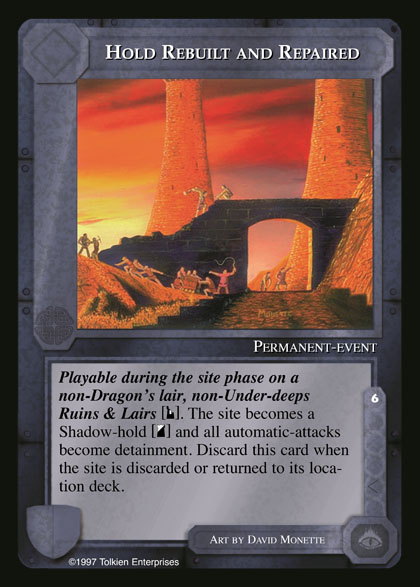 HOLD REBUILT AND REPAIRED
MONETTE
PERMANENT-EVENT
Playable during the site phase on a
non-Dragon's lair, non-Under-deeps
Ruins & Lairs [ ]. The site becomes a
Shadow-hold [ ] and all automatic-attacks
become detainment. Discard this card when
the site is discarded or returned to its loca-
tion deck.
6
ART BY DAVID MONETTE
©1997 Tolkien Enterprises